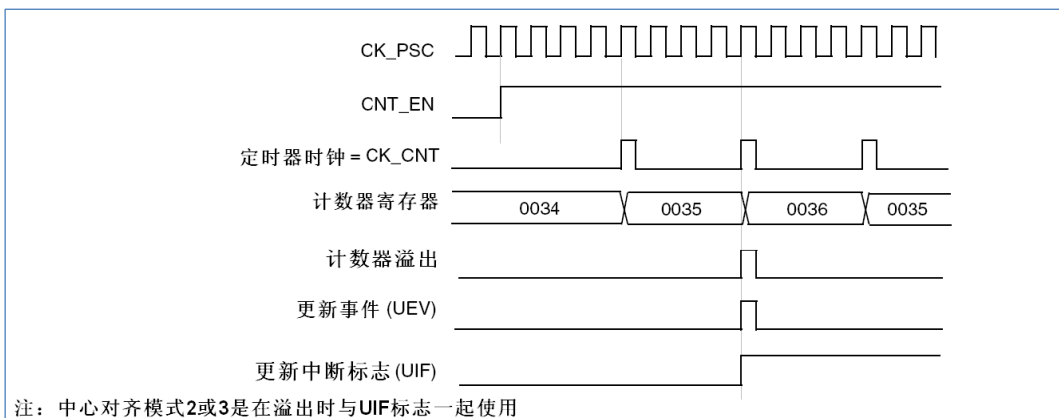 CK_PSC
CNT_EN
定时器时钟 = CK_CNT
计数器寄存器 0034 0035 0036 0035
计数器溢出
更新事件 (UEV)
更新中断标志 (UIF)
注：中心对齐模式2或3是在溢出时与UIF标志一起使用